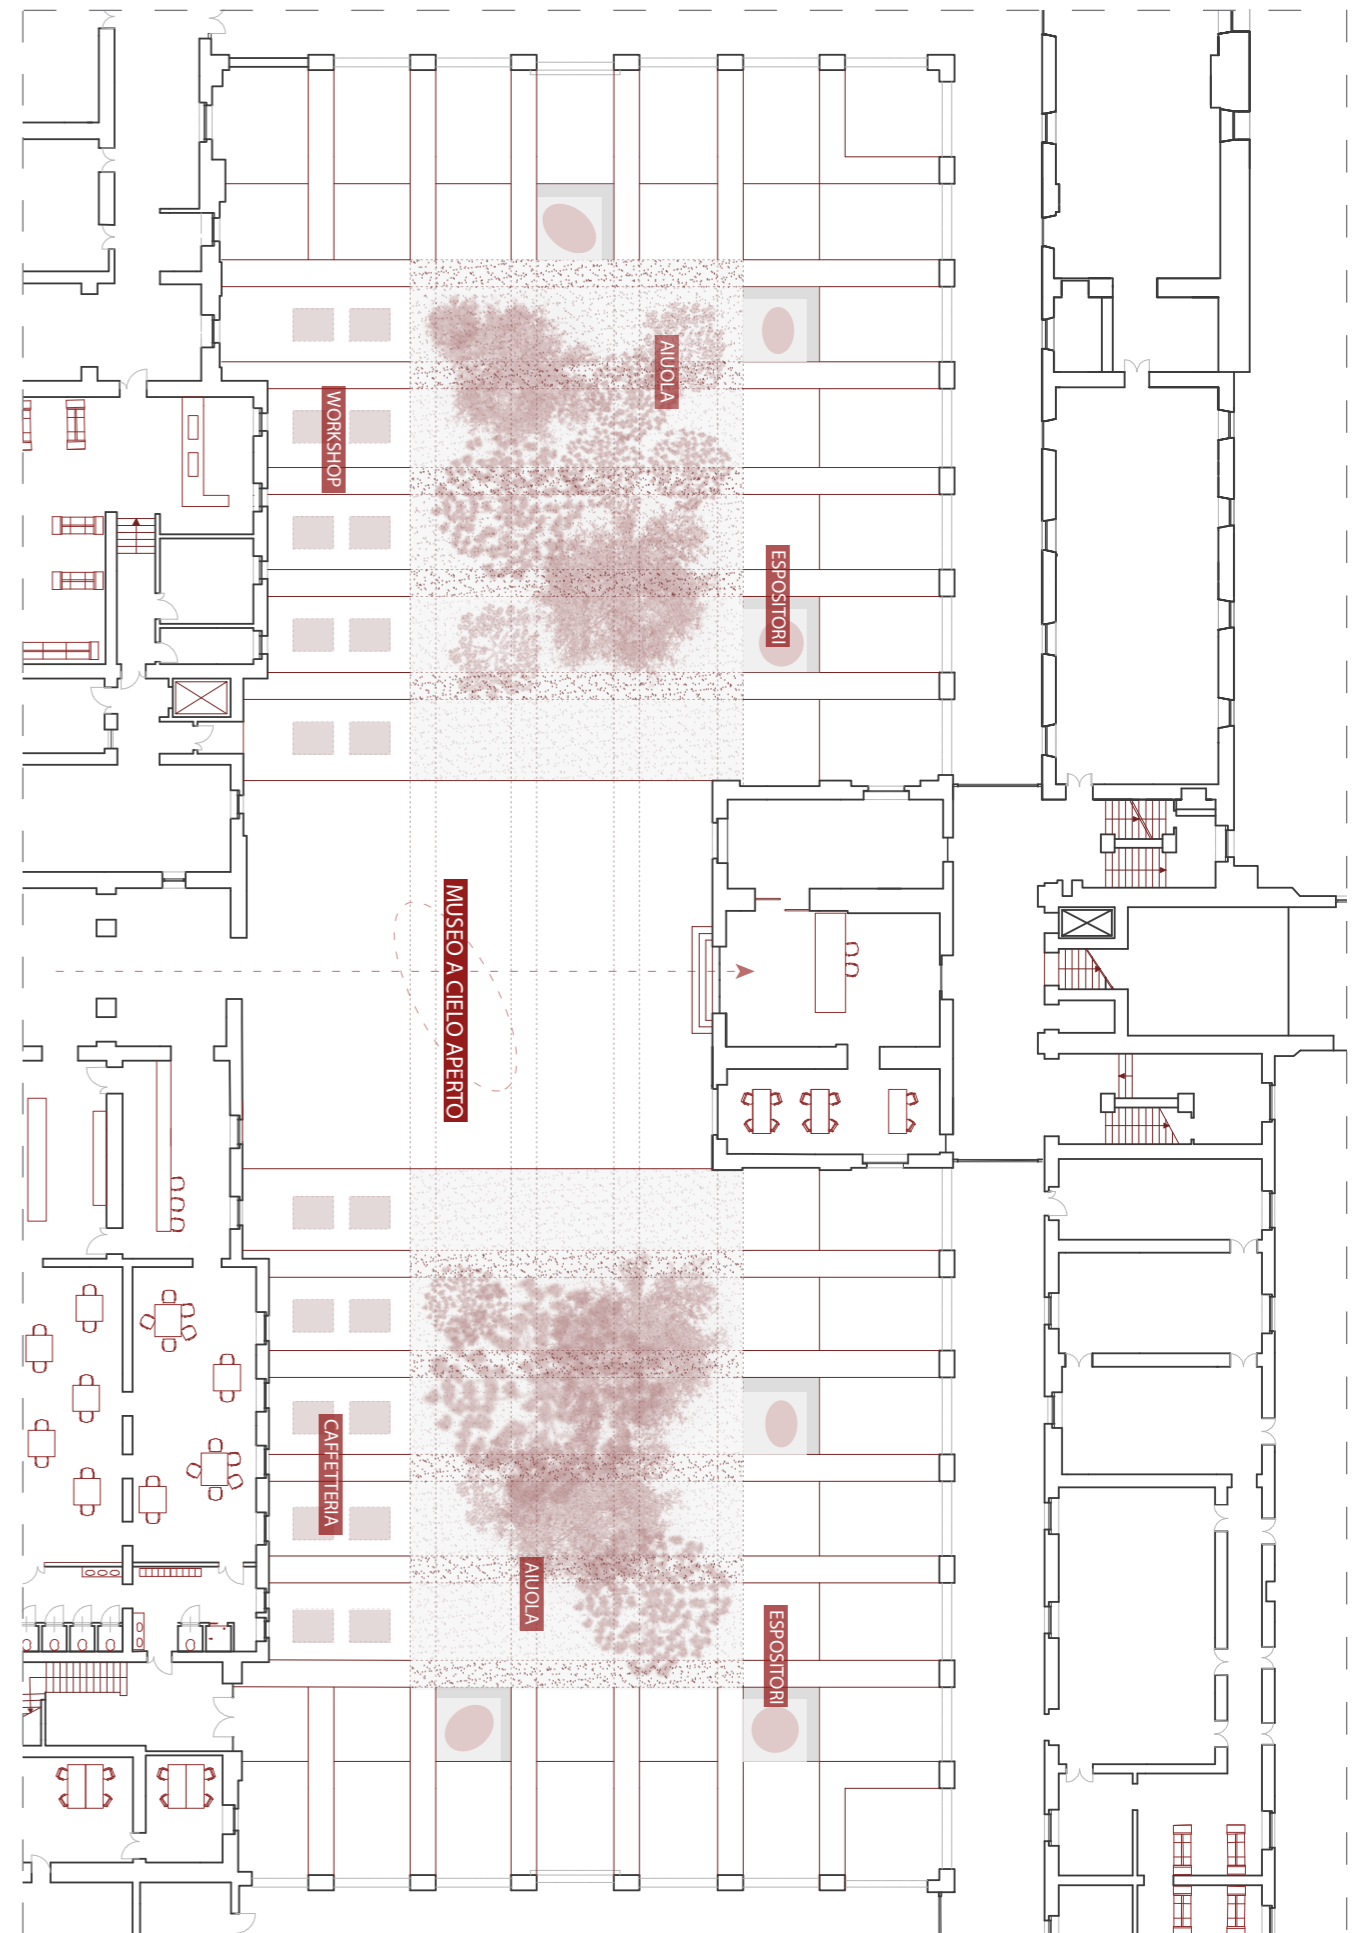 AIUOLA
WORKSHOP
ESPOSITORI
MUSEO A CIELO APERTO
CAFFETTERIA
AIUOLA
ESPOSITORI